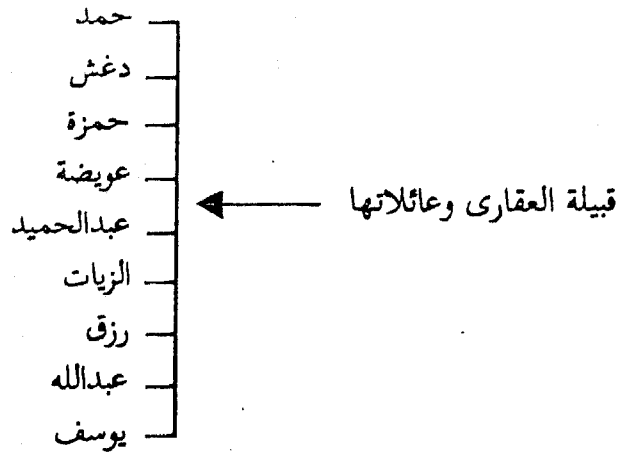 قبيلة العقارى وعائلاتها
حمد
دغش
حمزة
عويضة
عبدالحميد
الزيات
رزق
عبدالله
يوسف